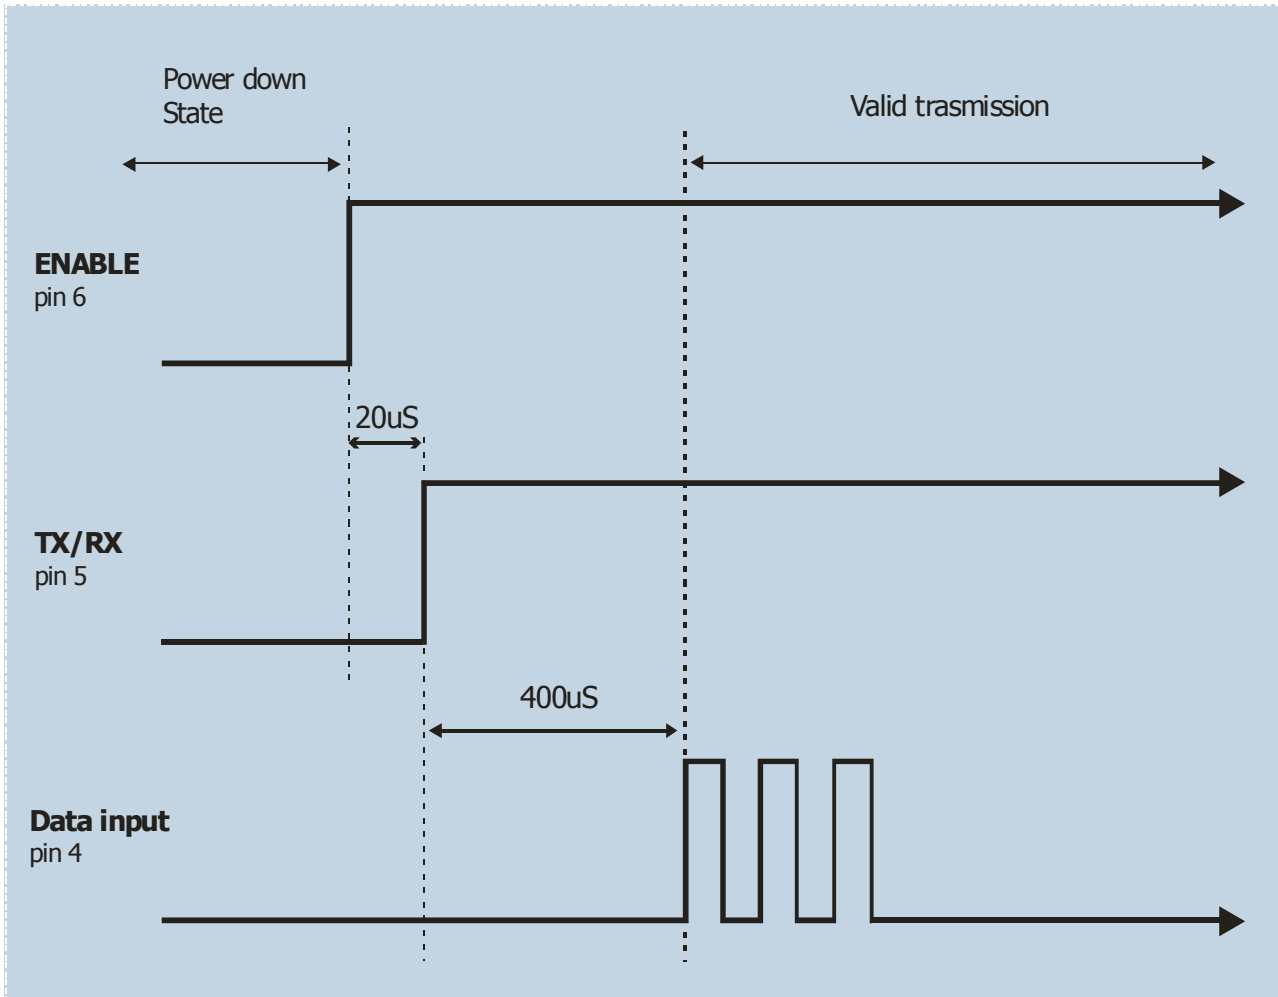 Power down
State
Valid trasmission
ENABLE
pin 6
20uS
TX/RX
pin 5
400uS
Data input
pin 4